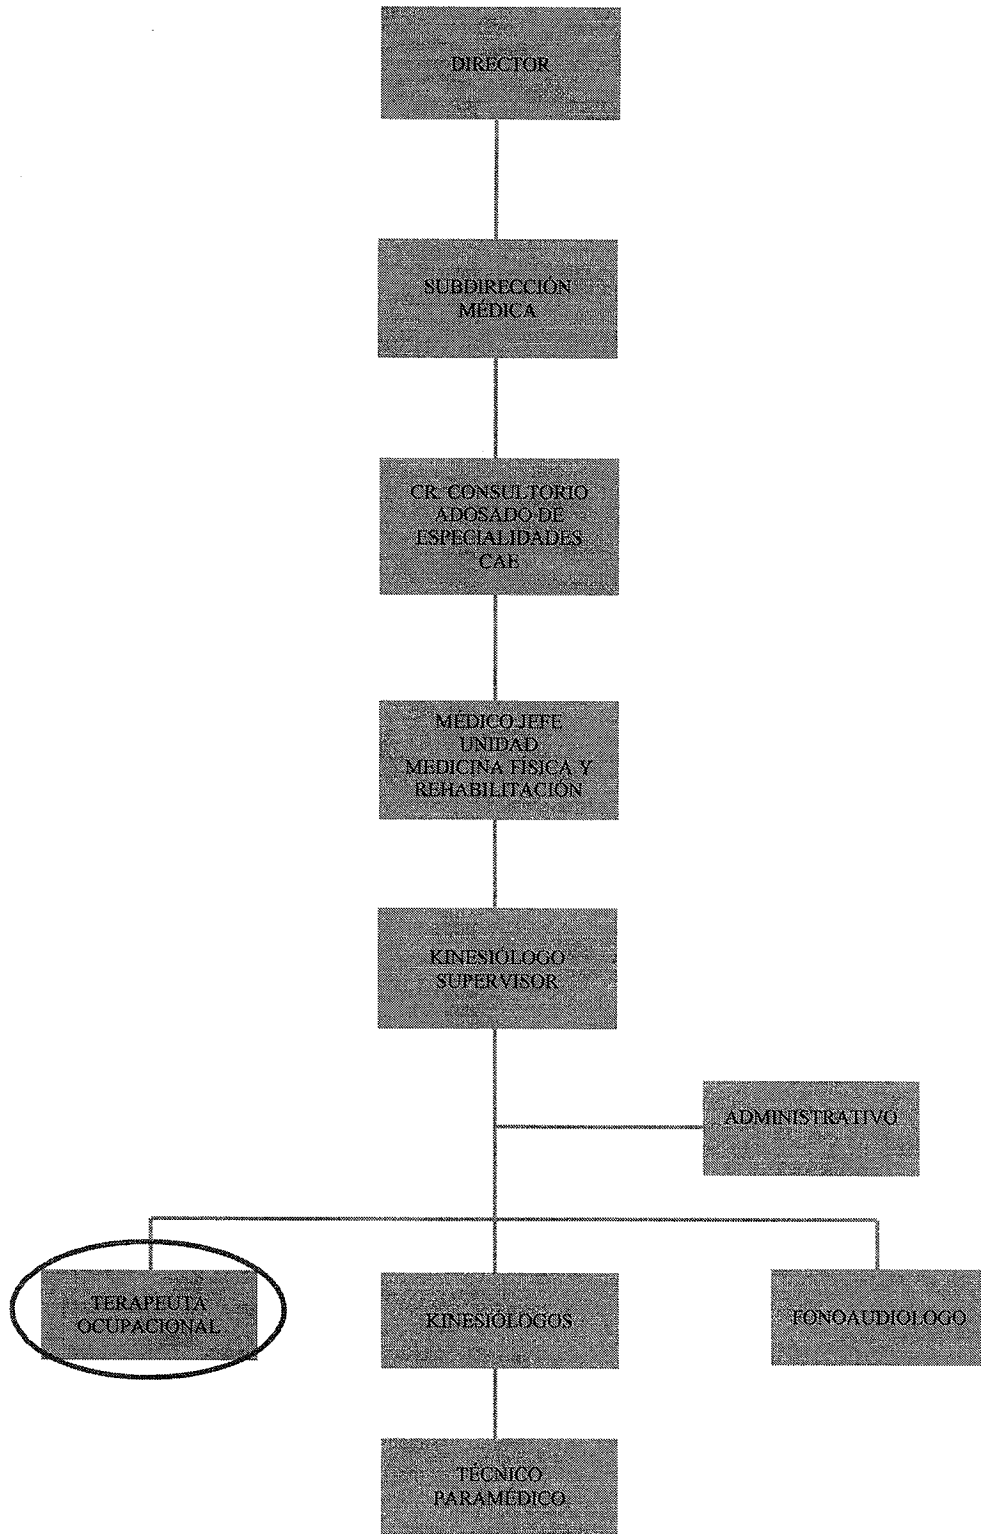 DIRECTOR
SUBDIRECCIÓN
MÉDICA
CR. CONSULTORIO
ADOSADO DE
ESPECIALIDADES
CAE
MÉDICO JEFE
UNIDAD
MEDICINA FÍSICA Y
REHABILITACIÓN
KINESIÓLOGO
SUPERVISOR
ADMINISTRATIVO
TERAPEUTA
OCUPACIONAL
KINESIÓLOGOS
FONOAUDIOLOGO
TÉCNICO
PARAMÉDICO